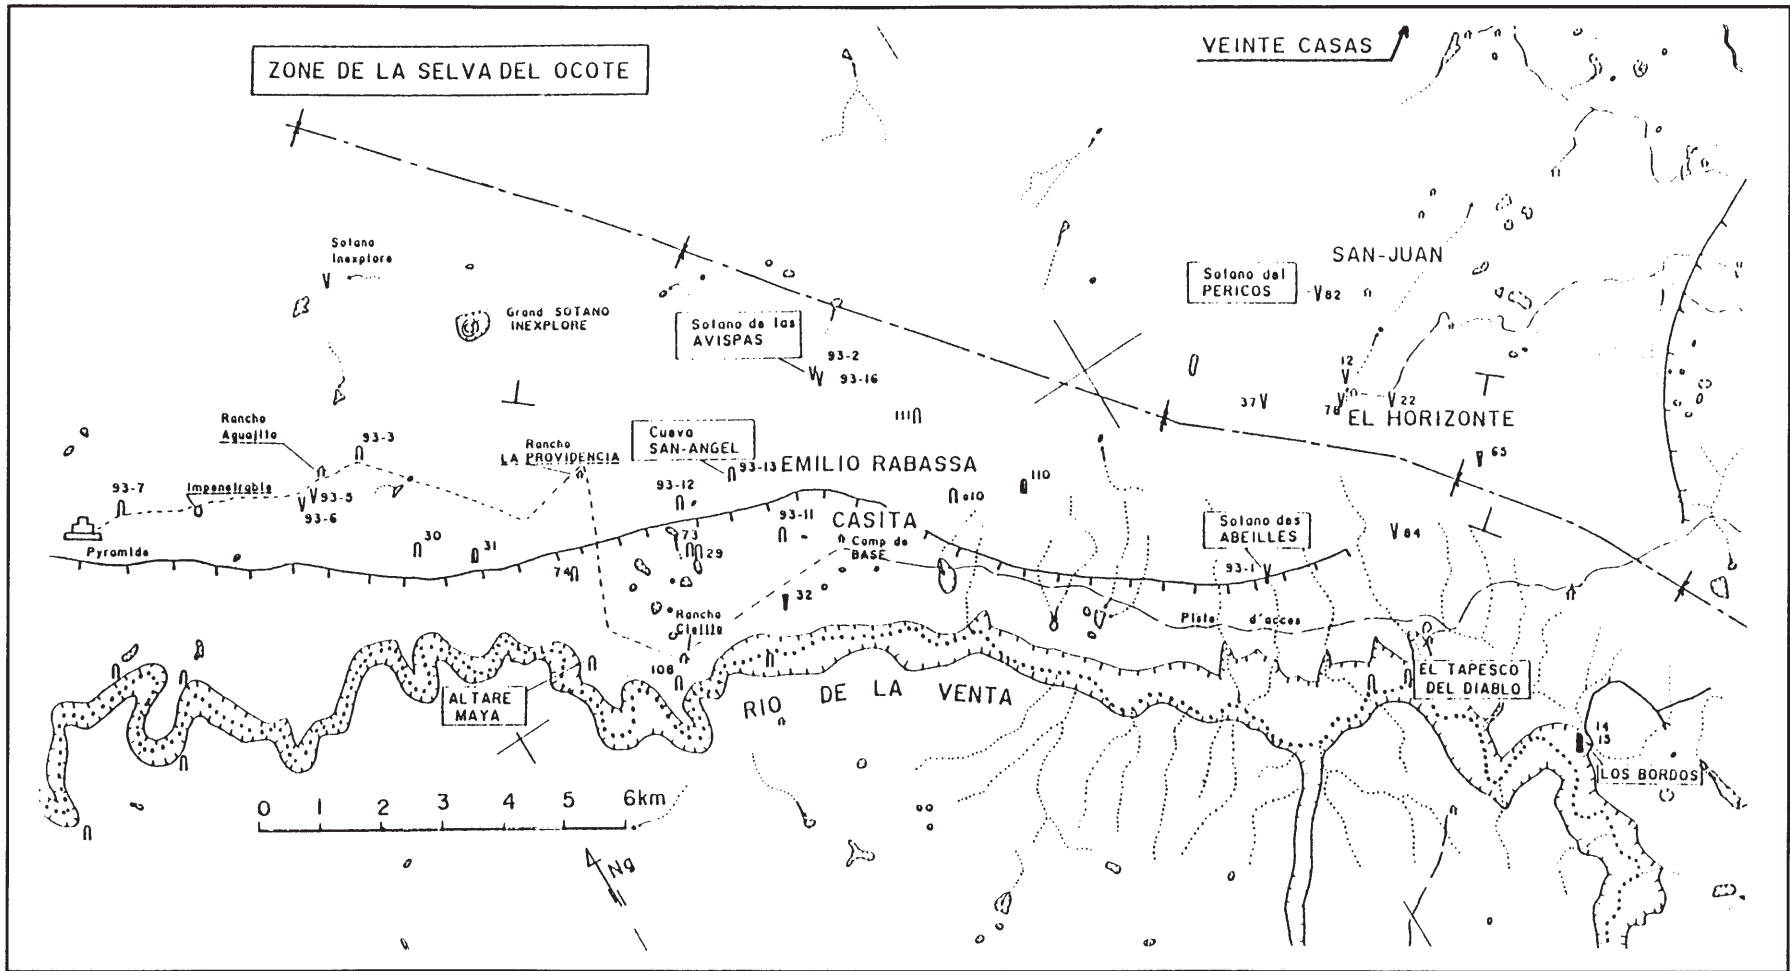 VEINTE CASAS
ZONE DE LA SELVA DEL OCOTE
Sotano
Inexplore
SAN-JUAN
Sotano del
PERICOS
82
Grand SOTANO
INEXPLORE
Sotano de las
AVISPAS
93-2
93-16
12
37
78
22
EL HORIZONTE
111
Rancho
Aguajito
93-3
Rancho
LA PROVIDENCIA
Cueva
SAN-ANGEL
93-13
EMILIO RABASSA
65
110
10
93-7
Impenetrable
93-5
93-6
93-12
93-11
CASITA
Camp de
BASE
Sotano des
ABEILLES
84
93-1
Pyramide
30
31
74
73
29
32
Rancho
Cielito
108
Piste d'acces
ALTARE
MAYA
RIO DE LA VENTA
EL TAPESCO
DEL DIABLO
14
15
LOS BORDOS
0 1 2 3 4 5 6km
Ng